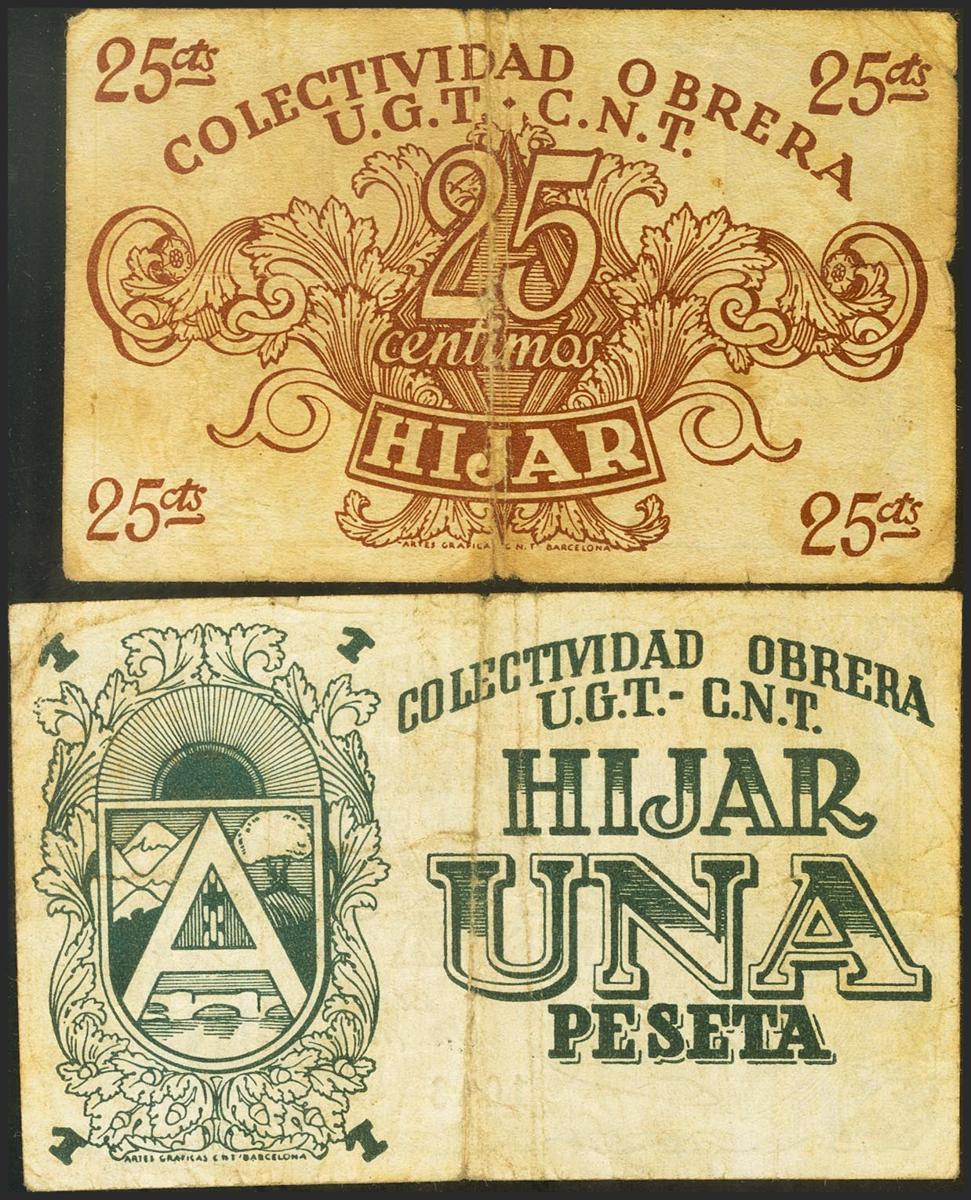 25cts
25cts
COLECTIVIDAD OBRERA
U.G.T. · C.N.T.
25
centimos
HIJAR
25cts
25cts
ARTES GRAFICAS C.N.T. BARCELONA
1
1
COLECTIVIDAD OBRERA
U.G.T. - C.N.T.
HIJAR
UNA
PESETA
A
1
1
ARTES GRAFICAS C N T BARCELONA